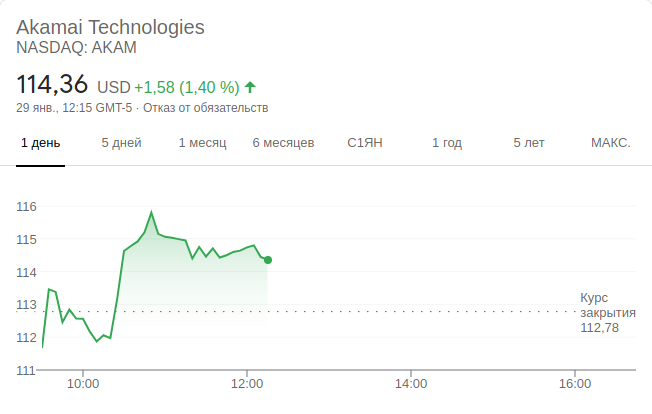 Akamai Technologies
NASDAQ: AKAM
114,36 USD +1,58 (1,40 %)
29 янв., 12:15 GMT-5 · Отказ от обязательств
1 день 5 дней 1 месяц 6 месяцев С1ЯН 1 год 5 лет МАКС.
116
115
114
113
112
111
Курс
закрытия
112,78
10:00 12:00 14:00 16:00